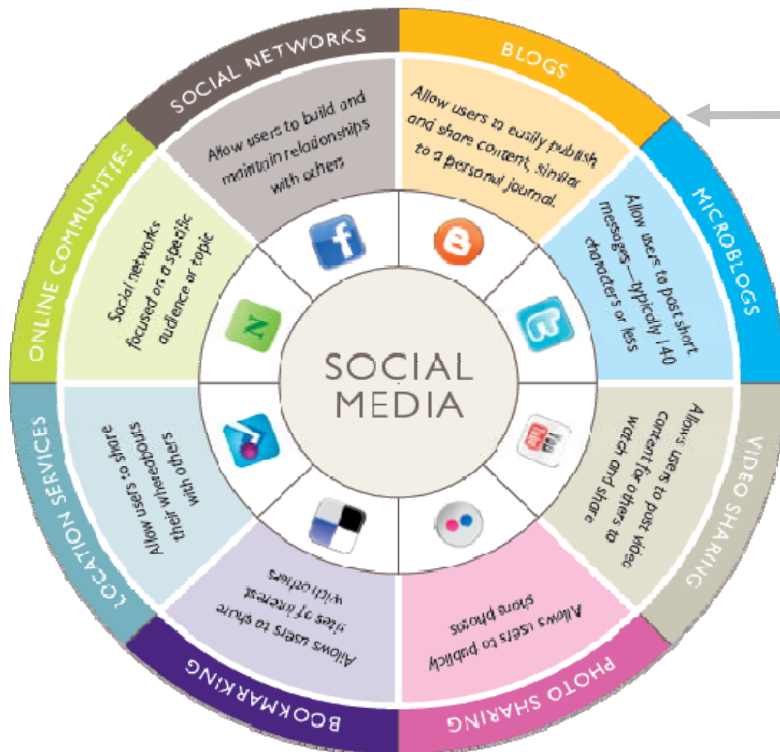 SOCIAL NETWORKS
Allow users to build and
maintain relationships
with others
BLOGS
Allow users to easily publish
and share content, similar
to a personal journal.
MICROBLOGS
Allow users to post short
messages—typically 140
characters or less
VIDEO SHARING
Allows users to post video
content for others to
watch and share
PHOTO SHARING
Allows users to publicly
share photos
BOOKMARKING
Allows users to share
sites of interest
with others
LOCATION SERVICES
Allow users to share
their whereabouts
with others
ONLINE COMMUNITIES
Social networks
focused on a specific
audience or topic
f
B
t
You
Tube
N
SOCIAL
MEDIA